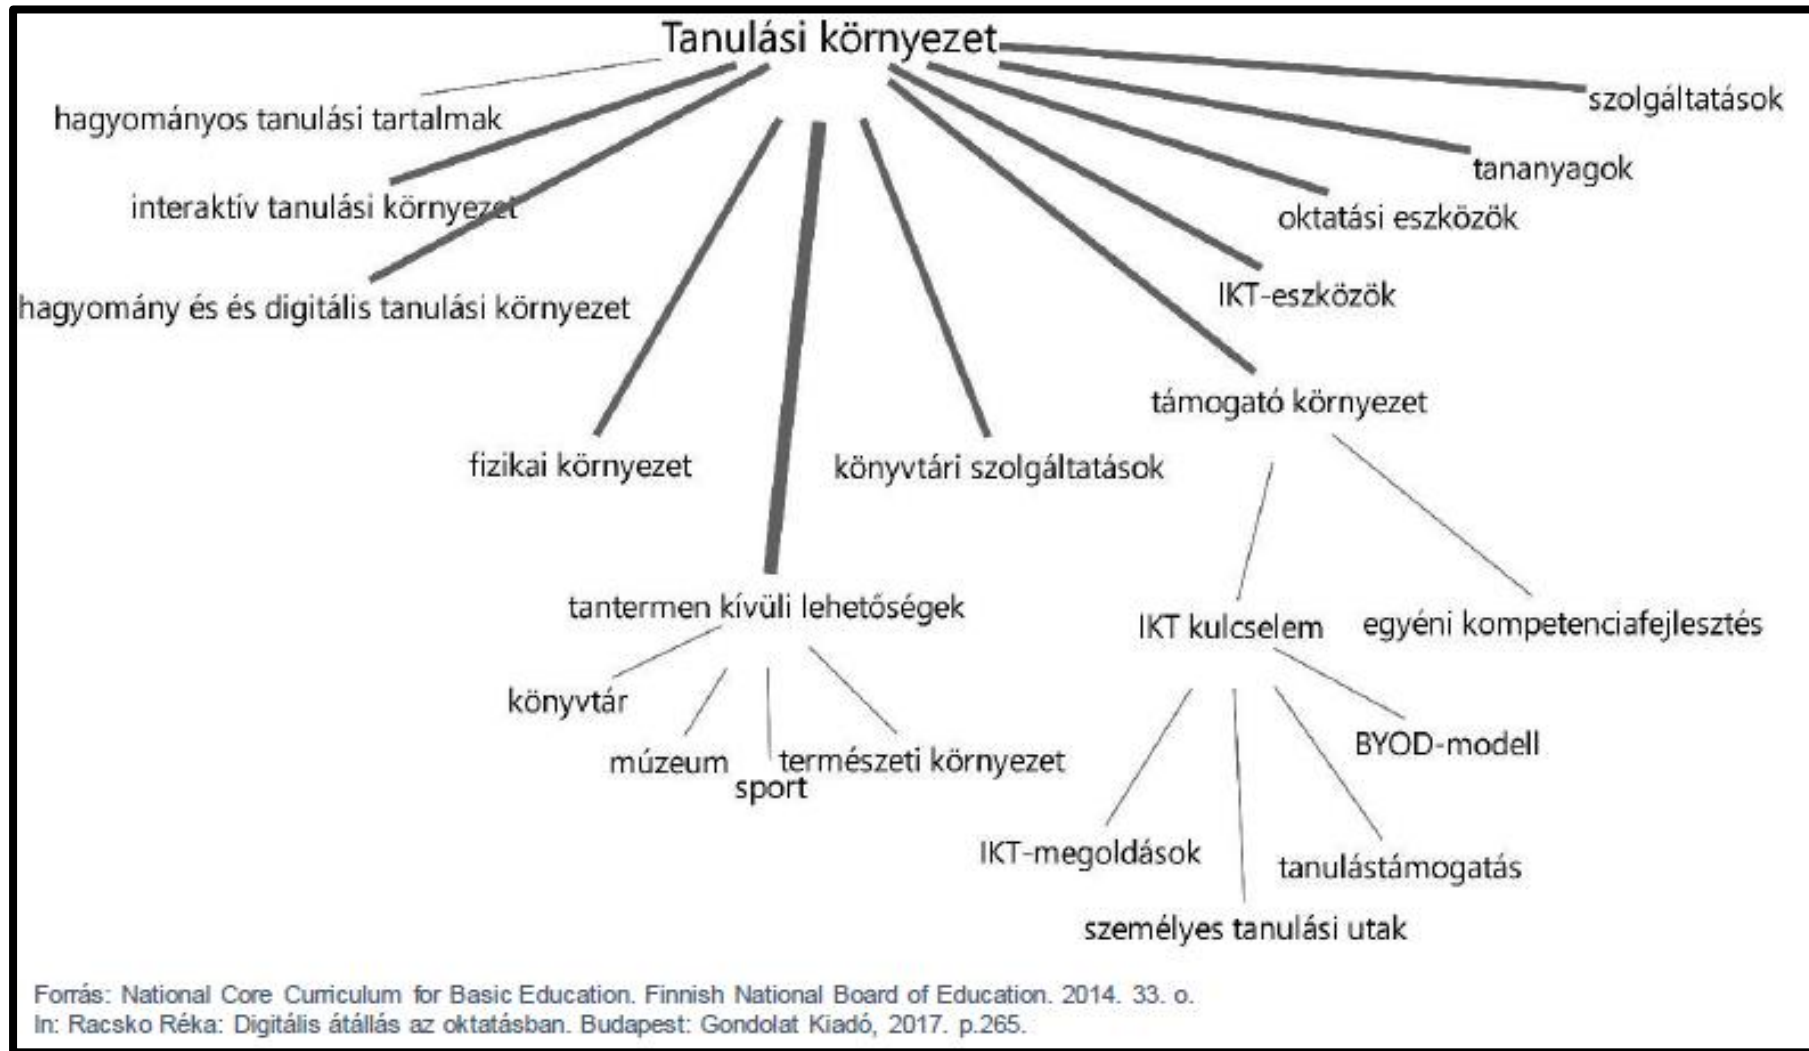 Tanulási környezet
hagyományos tanulási tartalmak
szolgáltatások
tananyagok
interaktív tanulási környezet
oktatási eszközök
hagyomány és és digitális tanulási környezet
IKT-eszközök
támogató környezet
fizikai környezet
könyvtári szolgáltatások
tantermen kívüli lehetőségek
IKT kulcselem
egyéni kompetenciafejlesztés
könyvtár
múzeum
sport
természeti környezet
BYOD-modell
IKT-megoldások
tanulástámogatás
személyes tanulási utak
Forrás: National Core Curriculum for Basic Education. Finnish National Board of Education. 2014. 33. o.
In: Racsko Réka: Digitális átállás az oktatásban. Budapest: Gondolat Kiadó, 2017. p.265.